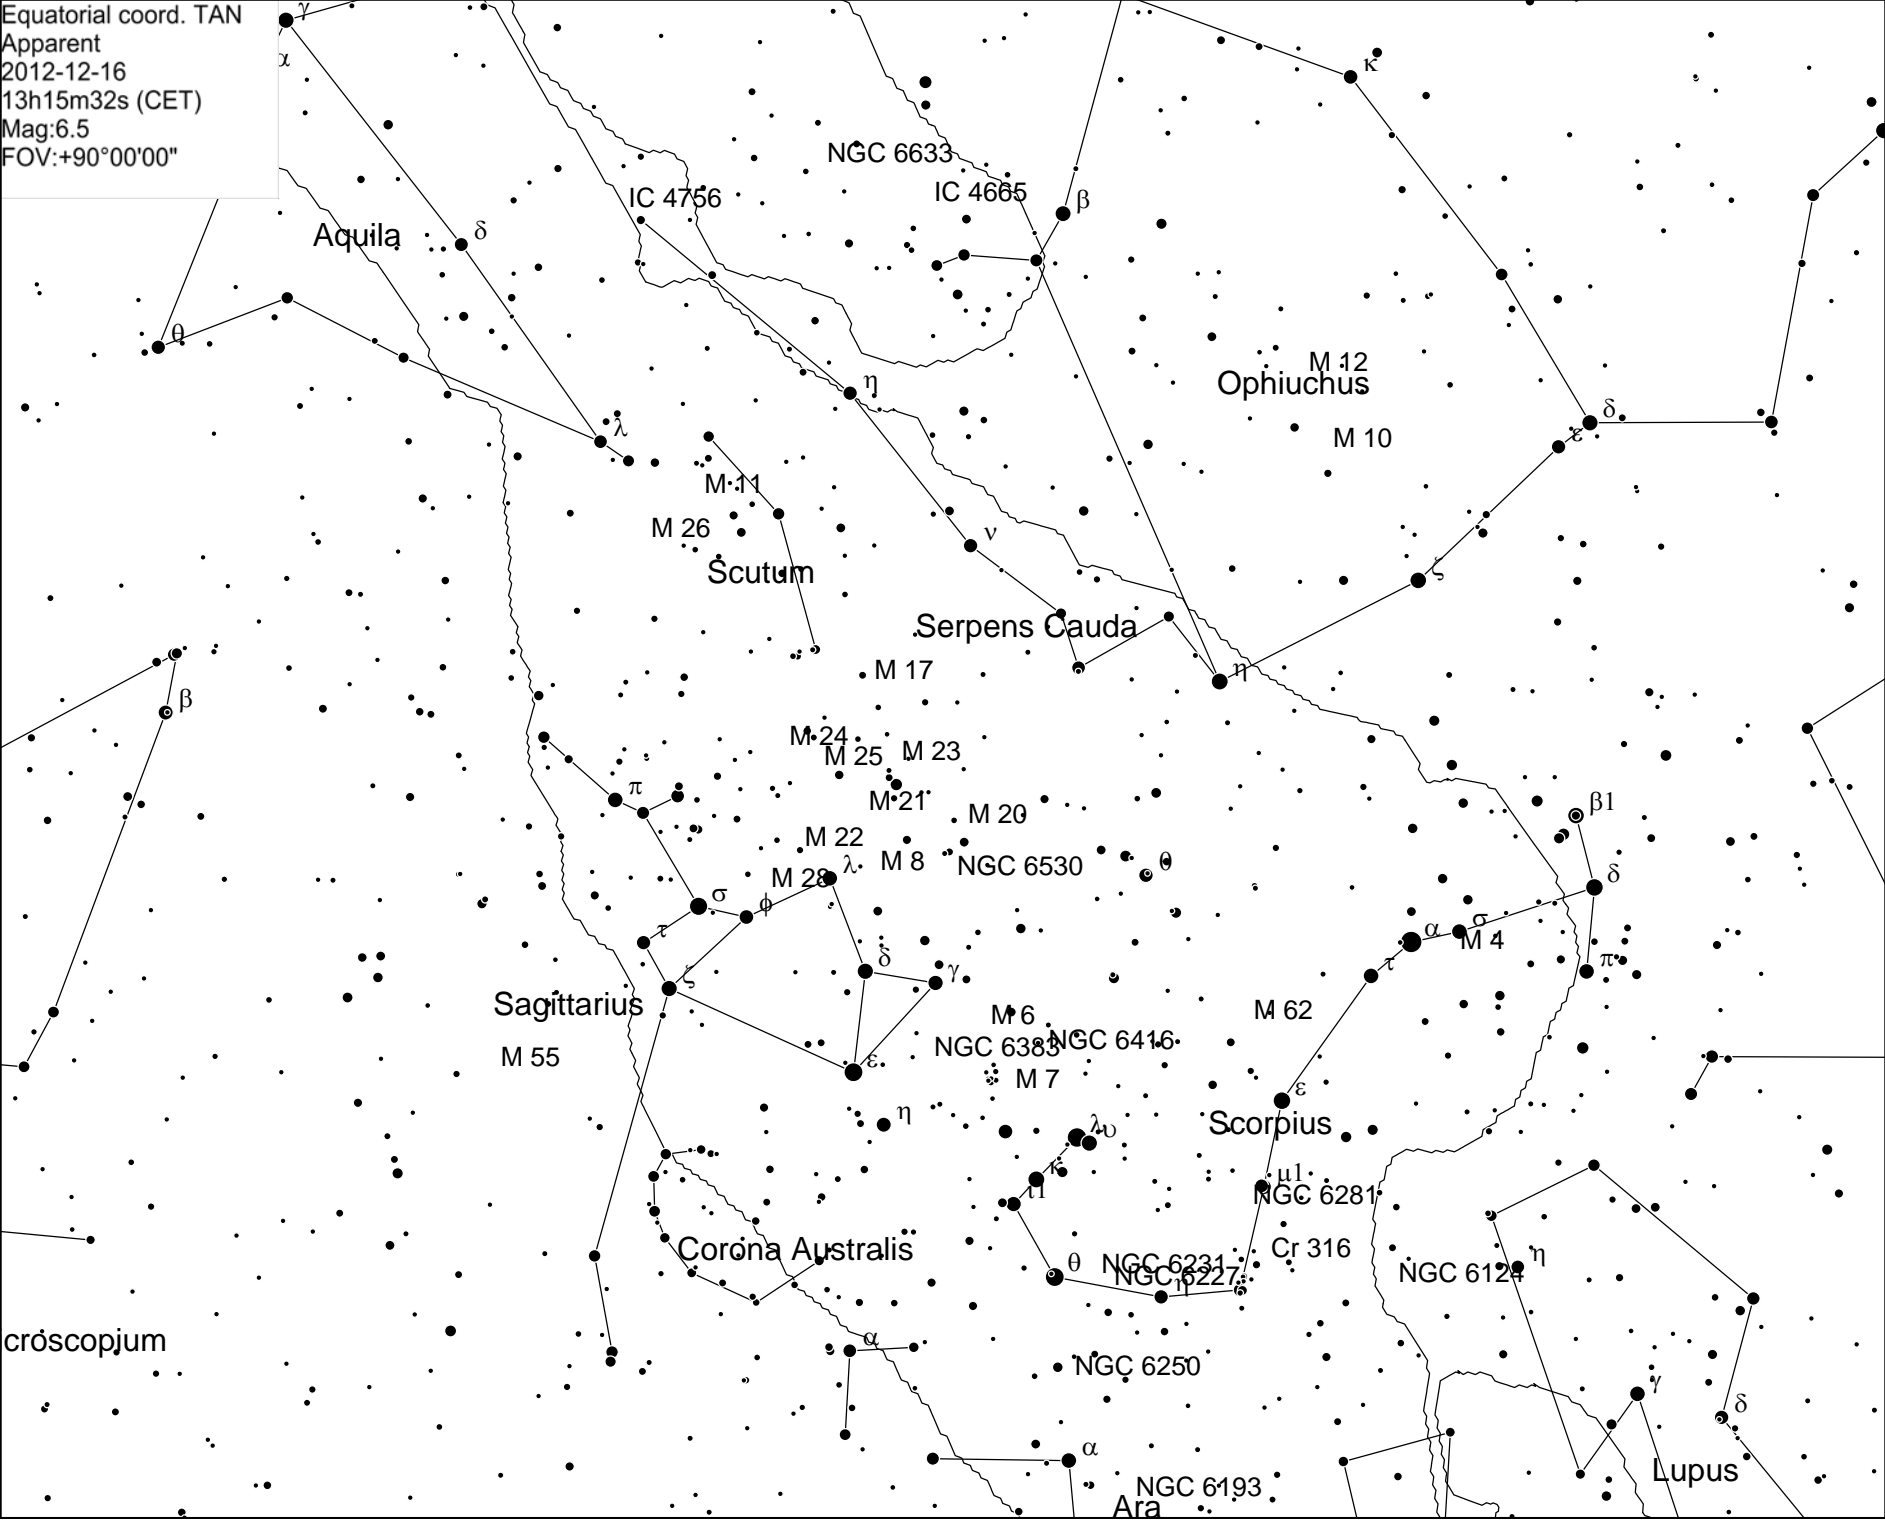 Equatorial coord. TAN
Apparent
2012-12-16
13h15m32s (CET)
Mag:6.5
FOV:+90°00'00"
γ
α
κ
NGC 6633
IC 4756
IC 4665
β
Aquila
δ
θ
M 12
Ophiuchus
η
δ
ε
λ
M 10
M 11
M 26
ν
Scutum
ζ
Serpens Cauda
M 17
η
β
M 24
M 25
M 23
π
M 21
M 20
β1
M 22
M 8
NGC 6530
θ
λ
M 28
δ
σ
φ
τ
σ
α
M 4
δ
γ
τ
π
ζ
Sagittarius
M 6
M 62
NGC 6416
NGC 6383
M 55
ε
M 7
ε
η
Scorpius
λ
υ
κ
μ1
ι1
NGC 6281
Corona Australis
Cr 316
θ
NGC 6231
NGC 6227
η
NGC 6124
η
croscopium
α
NGC 6250
γ
δ
α
Lupus
NGC 6193
Ara